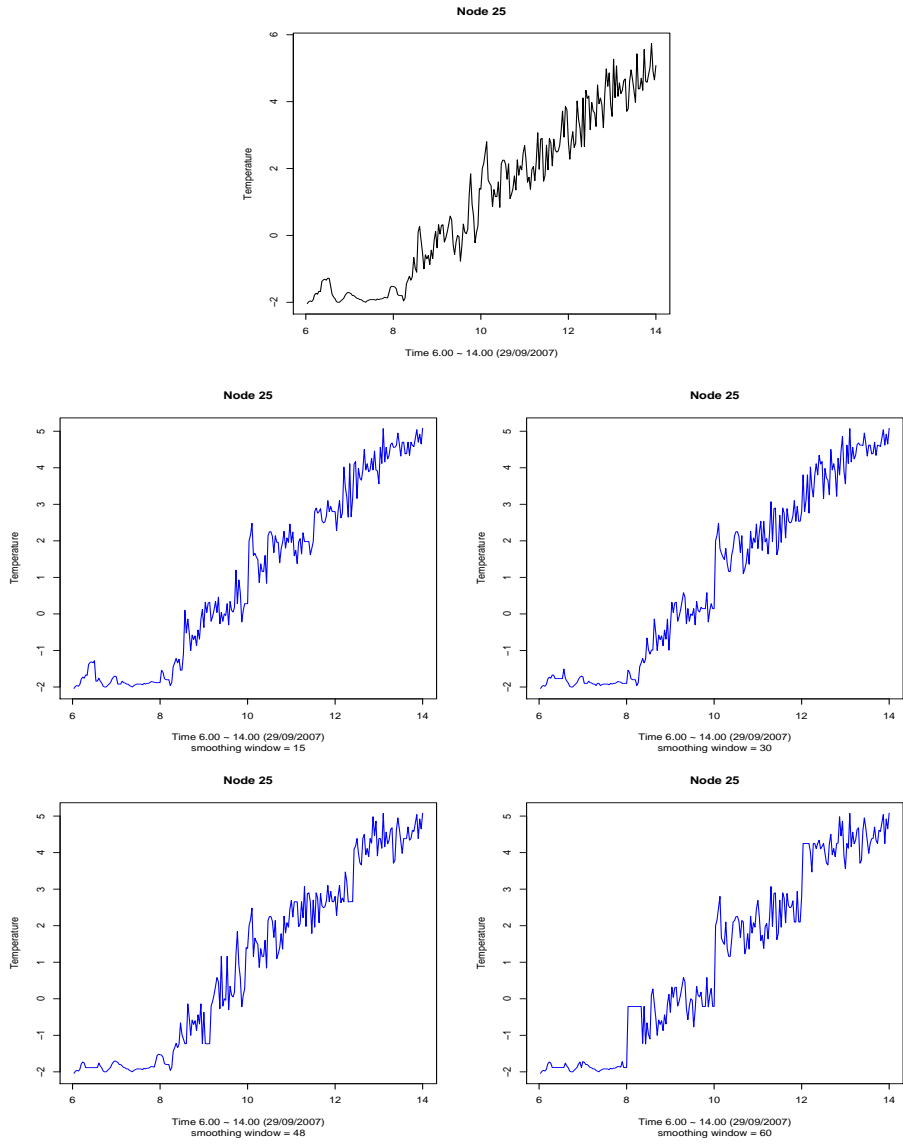 Node 25
Temperature
6
4
2
0
−2
6 8 10 12 14
Time 6.00 ~ 14.00 (29/09/2007)
Node 25
Temperature
5
4
3
2
1
0
−1
−2
6 8 10 12 14
Time 6.00 ~ 14.00 (29/09/2007)
smoothing window = 15
Node 25
Temperature
5
4
3
2
1
0
−1
−2
6 8 10 12 14
Time 6.00 ~ 14.00 (29/09/2007)
smoothing window = 30
Node 25
Temperature
5
4
3
2
1
0
−1
−2
6 8 10 12 14
Time 6.00 ~ 14.00 (29/09/2007)
smoothing window = 48
Node 25
Temperature
5
4
3
2
1
0
−1
−2
6 8 10 12 14
Time 6.00 ~ 14.00 (29/09/2007)
smoothing window = 60